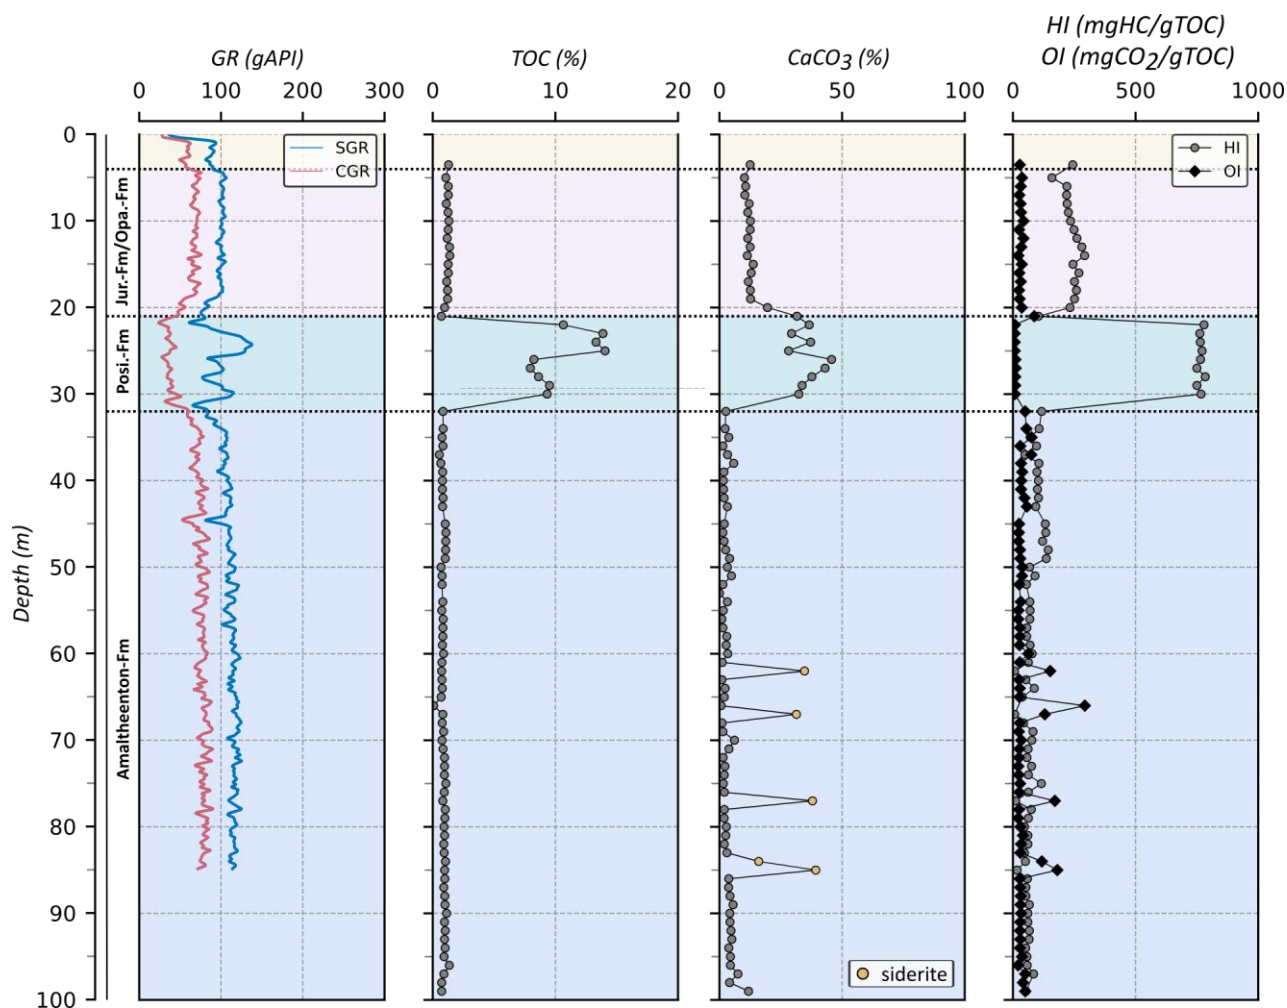 HI (mgHC/gTOC)
GR (gAPI) TOC (%) CaCO3 (%) OI (mgCO2/gTOC)
0 100 200 300 0 10 20 0 50 100 0 500 1000
0
SGR
CGR
HI
OI
Jur.-Fm/Opa.-Fm
10
20
Posi.-Fm
30
40
Depth (m)
50
60
Amaltheenton-Fm
70
80
90
siderite
100